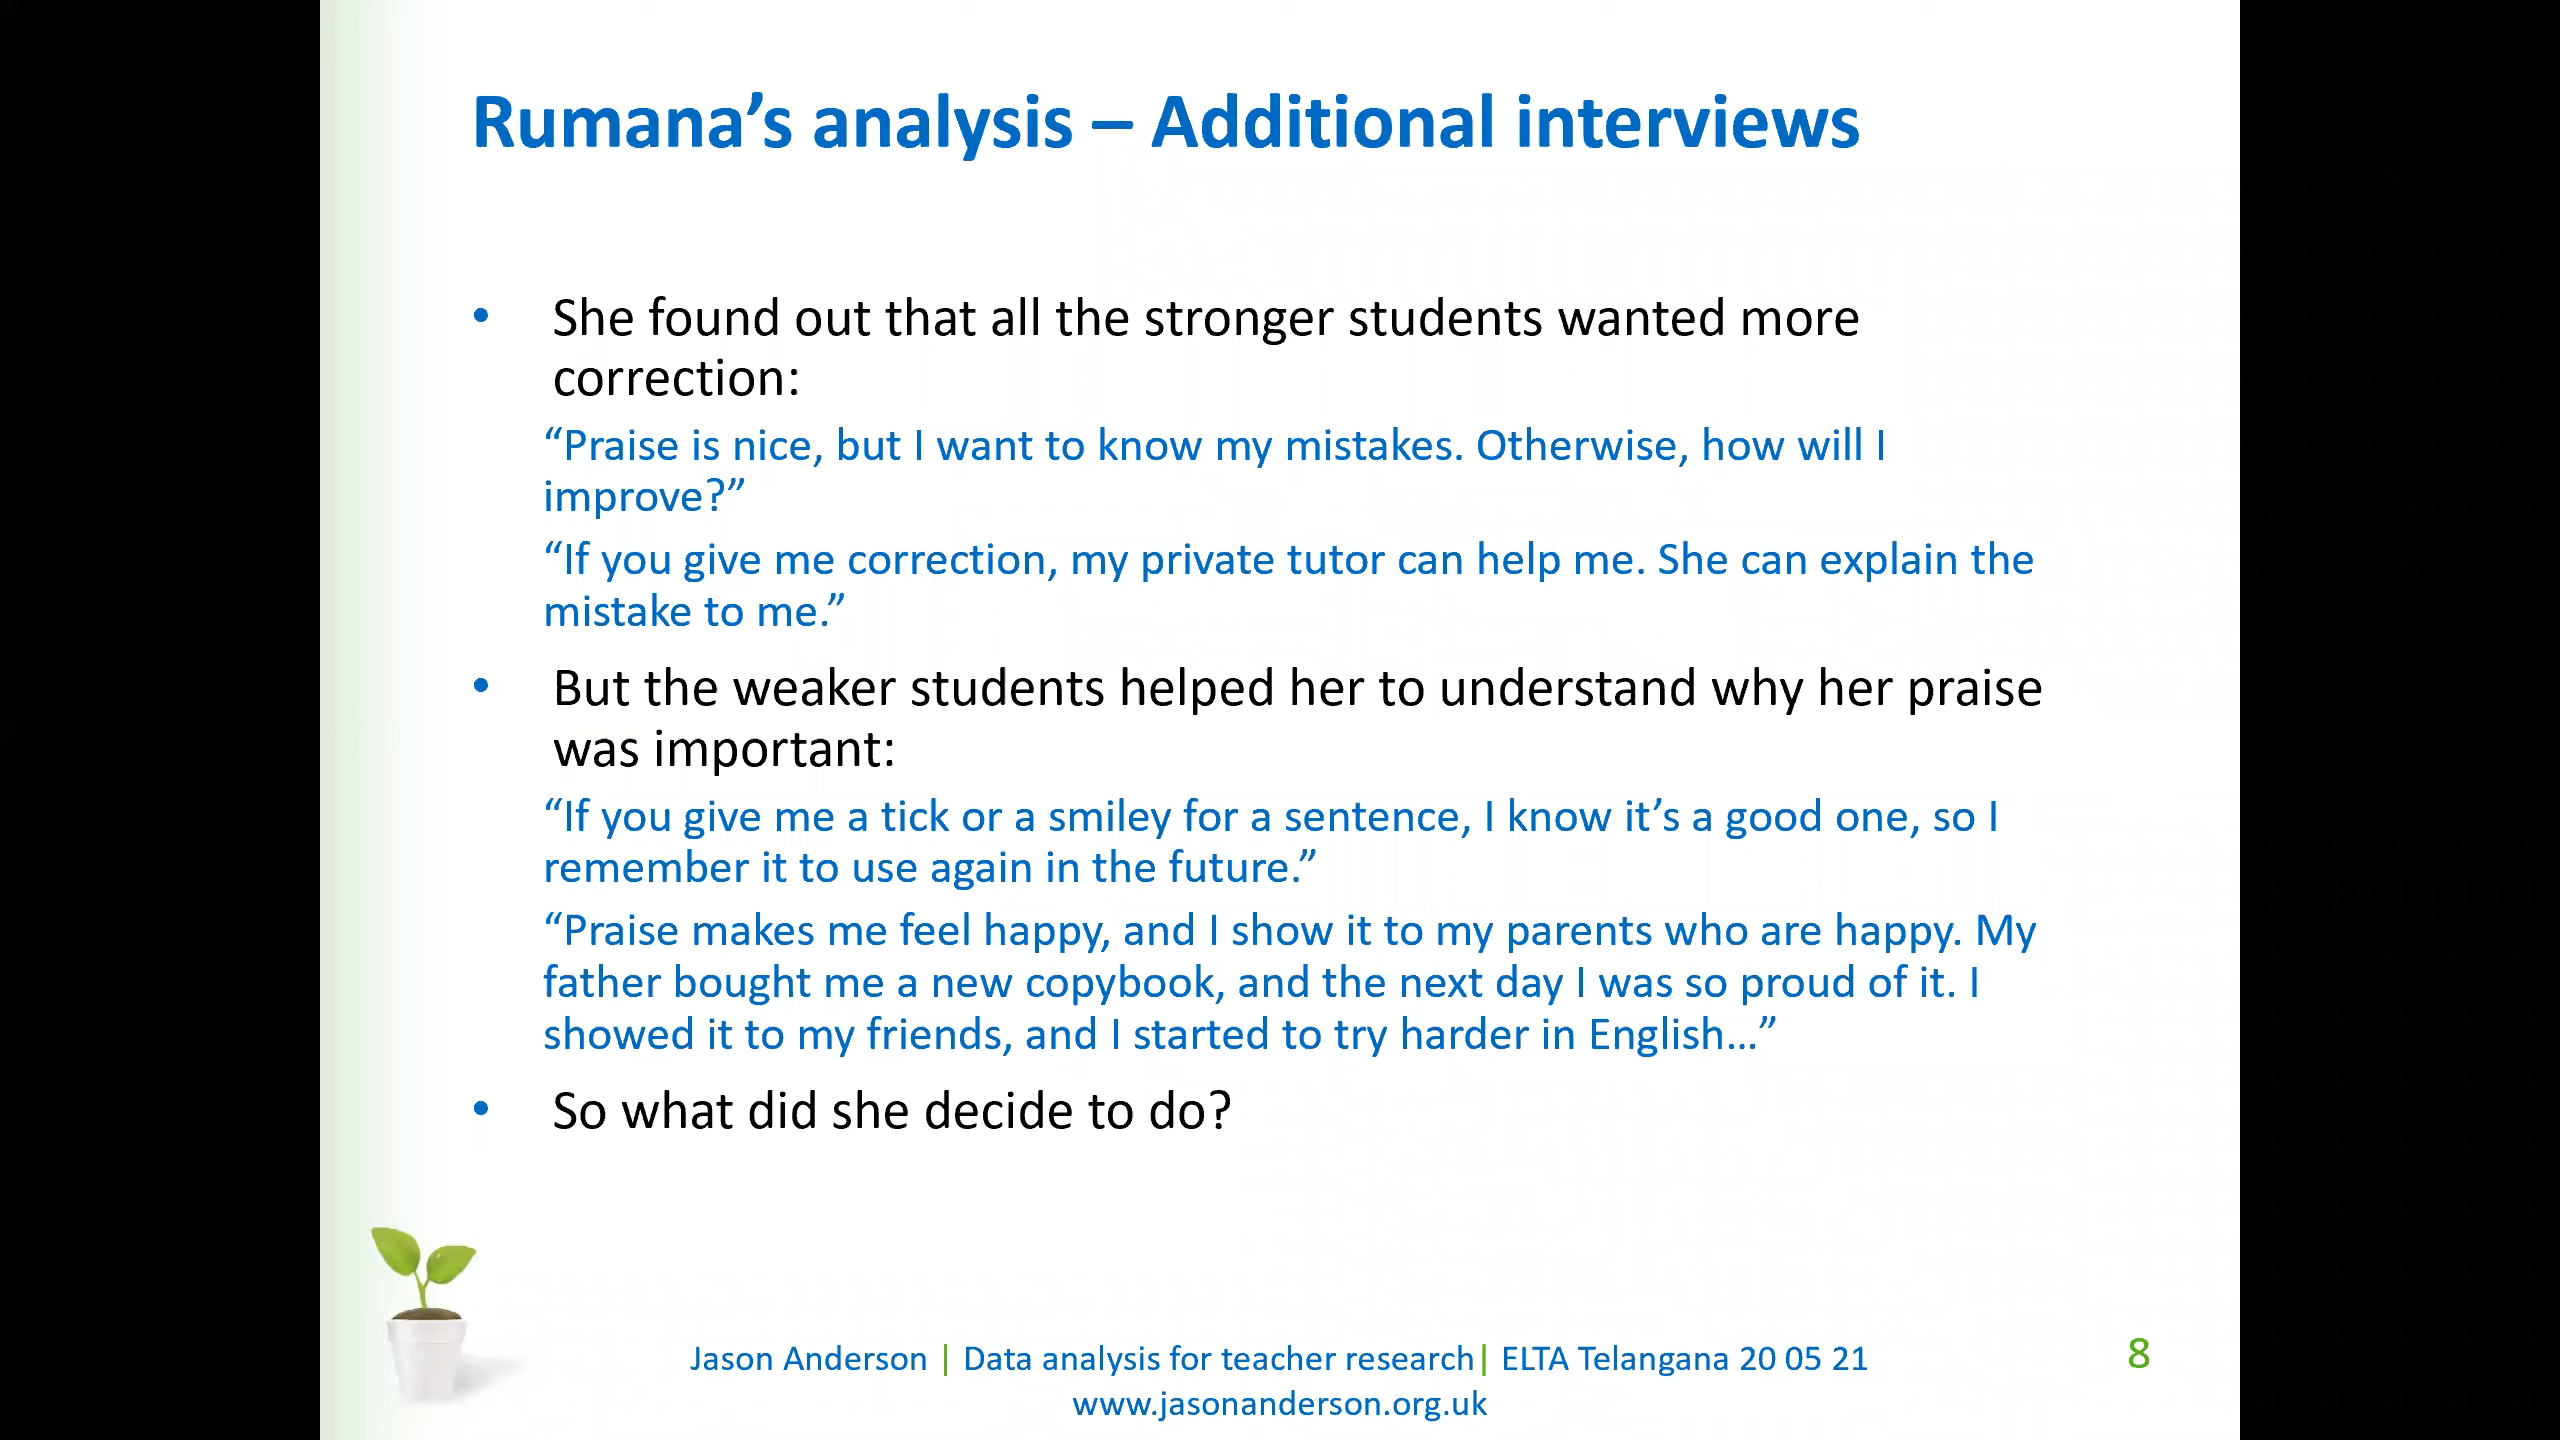 Rumana’s analysis – Additional interviews
• She found out that all the stronger students wanted more
correction:
“Praise is nice, but I want to know my mistakes. Otherwise, how will I
improve?”
“If you give me correction, my private tutor can help me. She can explain the
mistake to me.”
• But the weaker students helped her to understand why her praise
was important:
“If you give me a tick or a smiley for a sentence, I know it’s a good one, so I
remember it to use again in the future.”
“Praise makes me feel happy, and I show it to my parents who are happy. My
father bought me a new copybook, and the next day I was so proud of it. I
showed it to my friends, and I started to try harder in English…”
• So what did she decide to do?
Jason Anderson | Data analysis for teacher research| ELTA Telangana 20 05 21
www.jasonanderson.org.uk
8